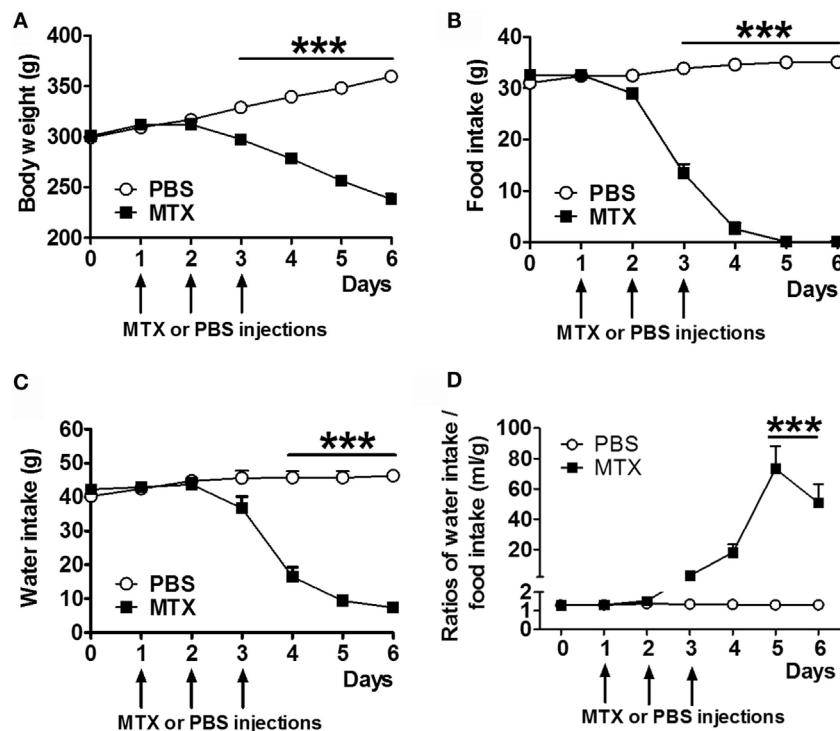 A
***
Body weight (g)
400
350
300
250
200
PBS
MTX
0 1 2 3 4 5 6
Days
MTX or PBS injections
B
***
Food intake (g)
40
30
20
10
0
PBS
MTX
0 1 2 3 4 5 6
Days
MTX or PBS injections
C
***
Water intake (g)
60
50
40
30
20
10
0
PBS
MTX
0 1 2 3 4 5 6
Days
MTX or PBS injections
D
***
Ratios of water intake /
food intake (ml/g)
100
80
60
40
20
2
1
0
PBS
MTX
0 1 2 3 4 5 6
Days
MTX or PBS injections